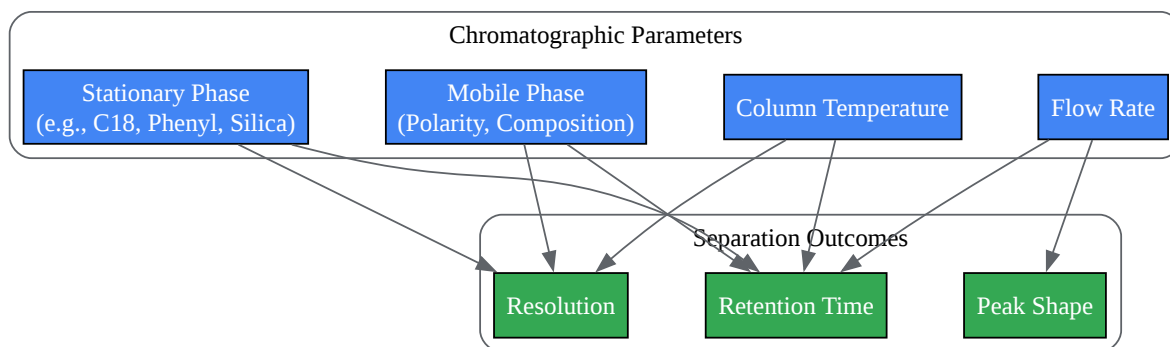 Chromatographic Parameters
Stationary Phase
(e.g., C18, Phenyl, Silica)
Mobile Phase
(Polarity, Composition)
Column Temperature
Flow Rate
Separation Outcomes
Resolution
Retention Time
Peak Shape